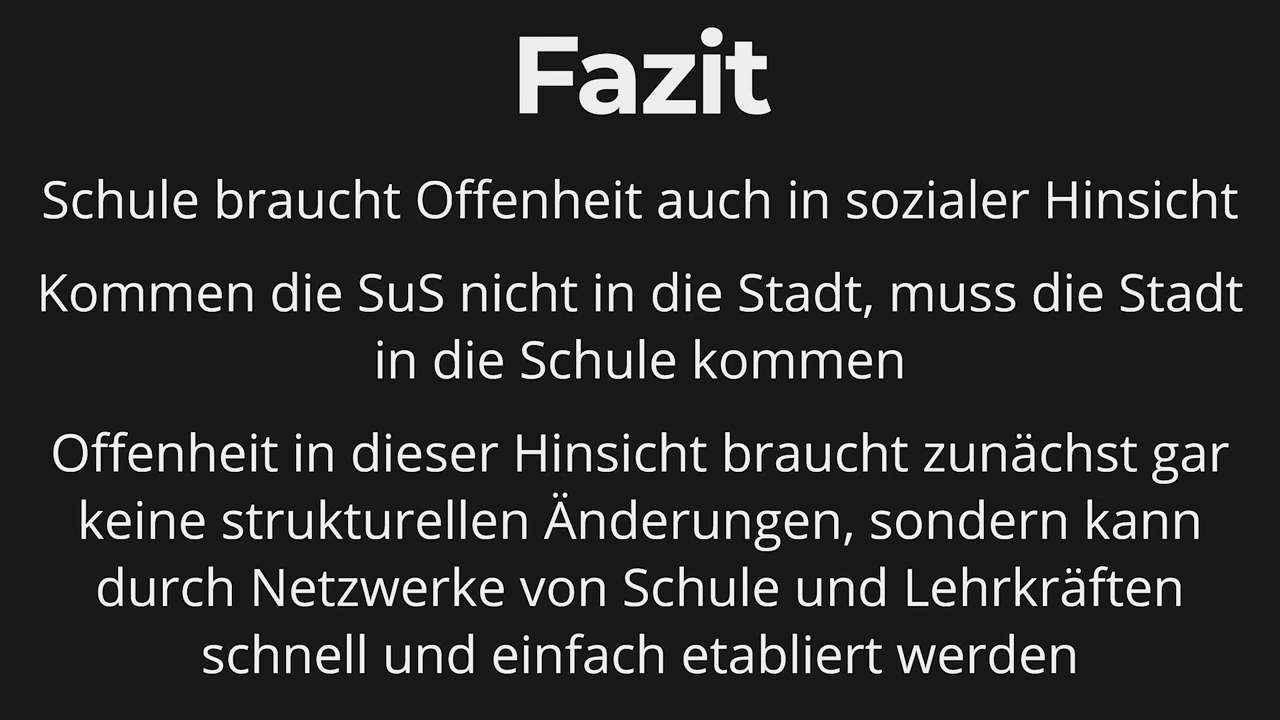 Fazit
Schule braucht Offenheit auch in sozialer Hinsicht
Kommen die SuS nicht in die Stadt, muss die Stadt
in die Schule kommen
Offenheit in dieser Hinsicht braucht zunächst gar
keine strukturellen Änderungen, sondern kann
durch Netzwerke von Schule und Lehrkräften
schnell und einfach etabliert werden